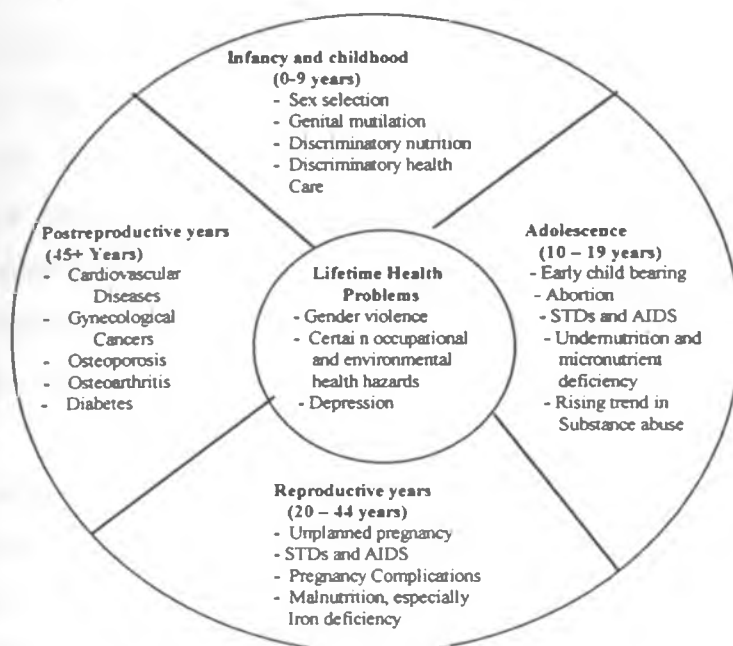 Infancy and childhood
(0-9 years)
- Sex selection
- Genital mutilation
- Discriminatory nutrition
- Discriminatory health
Care
Postreproductive years
(45+ Years)
- Cardiovascular
Diseases
- Gynecological
Cancers
- Osteoporosis
- Osteoarthritis
- Diabetes
Lifetime Health
Problems
- Gender violence
- Certai n occupational
and environmental
health hazards
- Depression
Adolescence
(10 – 19 years)
- Early child bearing
- Abortion
- STDs and AIDS
- Undernutrition and
micronutrient
deficiency
- Rising trend in
Substance abuse
Reproductive years
(20 – 44 years)
- Unplanned pregnancy
- STDs and AIDS
- Pregnancy Complications
- Malnutrition, especially
Iron deficiency